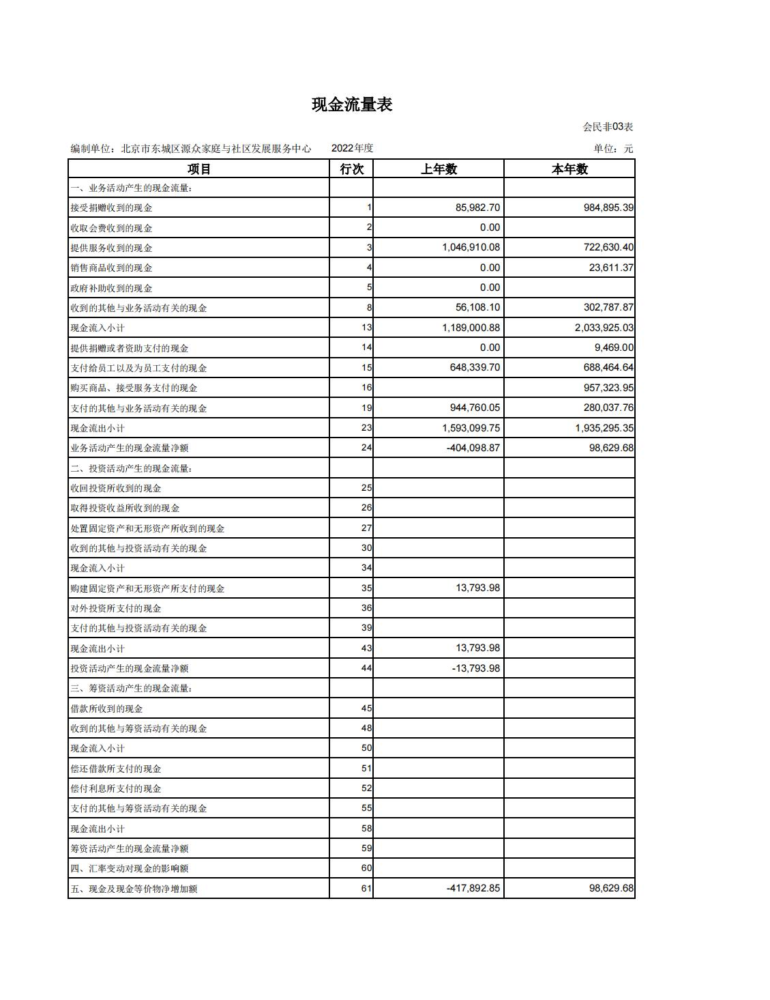 现金流量表
会民非03表
编制单位：北京市东城区源众家庭与社区发展服务中心 2022年度 单位：元
项目 行次 上年数 本年数
一、业务活动产生的现金流量：
接受捐赠收到的现金 1 85,982.70 984,895.39
收取会费收到的现金 2 0.00
提供服务收到的现金 3 1,046,910.08 722,630.40
销售商品收到的现金 4 0.00 23,611.37
政府补助收到的现金 5 0.00
收到的其他与业务活动有关的现金 8 56,108.10 302,787.87
现金流入小计 13 1,189,000.88 2,033,925.03
提供捐赠或者资助支付的现金 14 0.00 9,469.00
支付给员工以及为员工支付的现金 15 648,339.70 688,464.64
购买商品、接受服务支付的现金 16 957,323.95
支付的其他与业务活动有关的现金 19 944,760.05 280,037.76
现金流出小计 23 1,593,099.75 1,935,295.35
业务活动产生的现金流量净额 24 -404,098.87 98,629.68
二、投资活动产生的现金流量：
收回投资所收到的现金 25
取得投资收益所收到的现金 26
处置固定资产和无形资产所收到的现金 27
收到的其他与投资活动有关的现金 30
现金流入小计 34
购建固定资产和无形资产所支付的现金 35 13,793.98
对外投资所支付的现金 36
支付的其他与投资活动有关的现金 39
现金流出小计 43 13,793.98
投资活动产生的现金流量净额 44 -13,793.98
三、筹资活动产生的现金流量：
借款所收到的现金 45
收到的其他与筹资活动有关的现金 48
现金流入小计 50
偿还借款所支付的现金 51
偿付利息所支付的现金 52
支付的其他与筹资活动有关的现金 55
现金流出小计 58
筹资活动产生的现金流量净额 59
四、汇率变动对现金的影响额 60
五、现金及现金等价物净增加额 61 -417,892.85 98,629.68